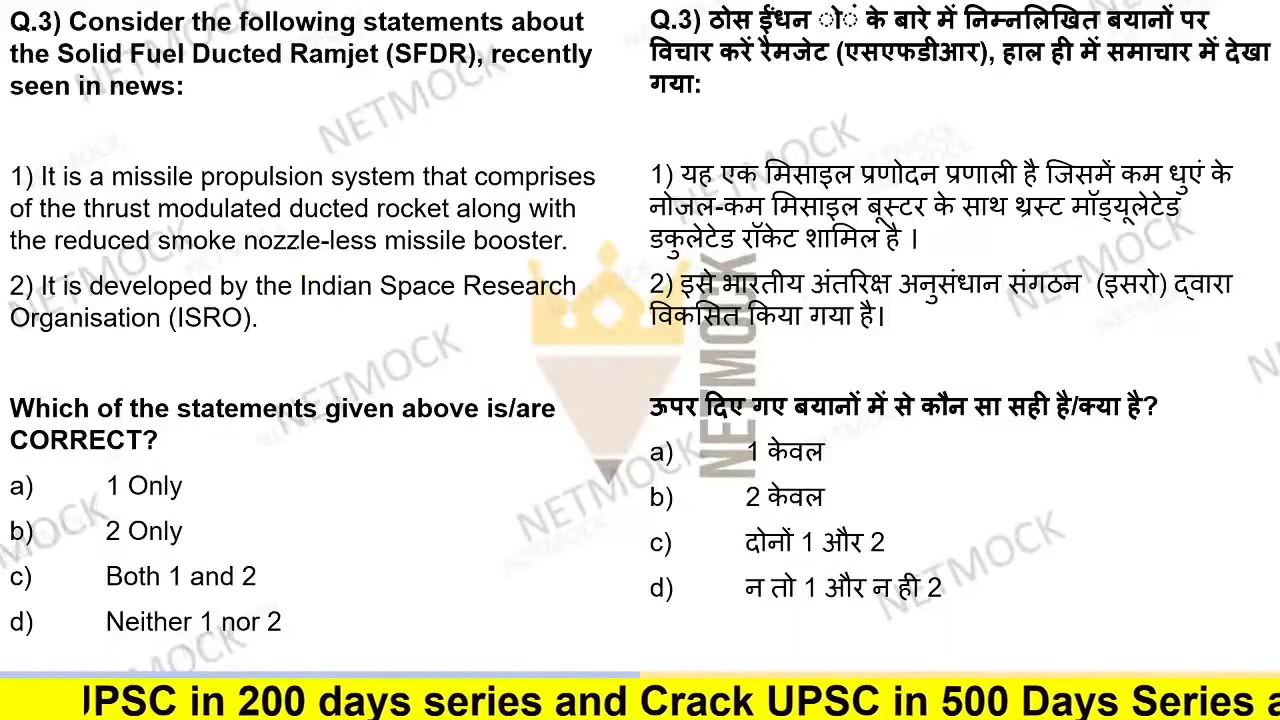 Q.3) Consider the following statements about
the Solid Fuel Ducted Ramjet (SFDR), recently
seen in news:
1) It is a missile propulsion system that comprises
of the thrust modulated ducted rocket along with
the reduced smoke nozzle-less missile booster.
2) It is developed by the Indian Space Research
Organisation (ISRO).
Which of the statements given above is/are
CORRECT?
a) 1 Only
b) 2 Only
c) Both 1 and 2
d) Neither 1 nor 2
Q.3) ठोस ईंधन ों के बारे में निम्नलिखित बयानों पर
विचार करें रैमजेट (एसएफडीआर), हाल ही में समाचार में देखा
गया:
1) यह एक मिसाइल प्रणोदन प्रणाली है जिसमें कम धुएं के
नोजल-कम मिसाइल बूस्टर के साथ थ्रस्ट मॉड्यूलेटेड
डकुलेटेड रॉकेट शामिल है ।
2) इसे भारतीय अंतरिक्ष अनुसंधान संगठन (इसरो) द्वारा
विकसित किया गया है।
ऊपर दिए गए बयानों में से कौन सा सही है/क्या है?
a) 1 केवल
b) 2 केवल
c) दोनों 1 और 2
d) न तो 1 और न ही 2
NETMOCK
UPSC in 200 days series and Crack UPSC in 500 Days Series a